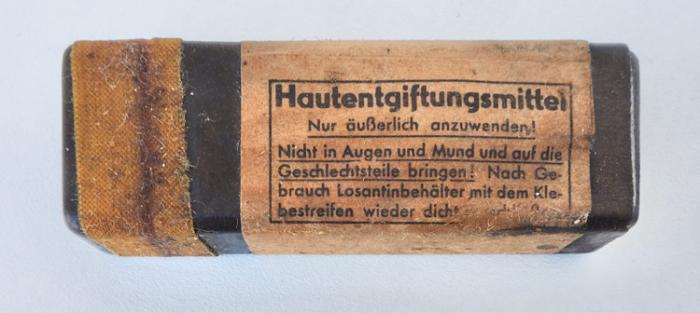 Hautentgiftungsmittel
Nur äußerlich anzuwenden!
Nicht in Augen und Mund und auf die
Geschlechtsteile bringen! Nach Ge-
brauch Losantinbehälter mit dem Kle-
bestreifen wieder dicht